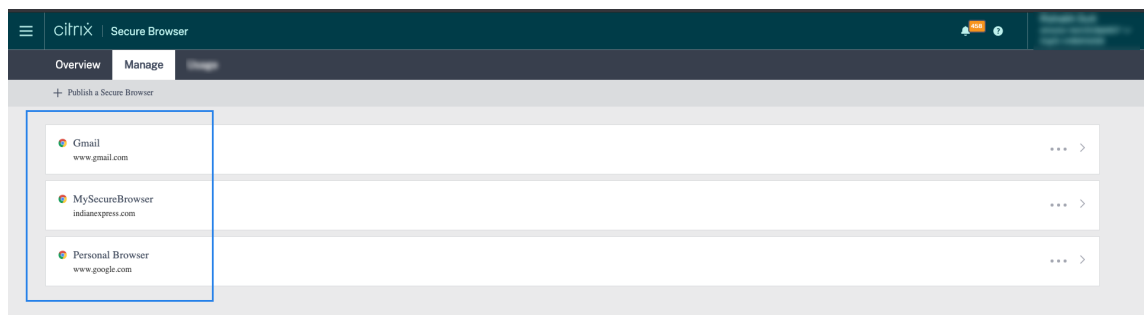 citrix | Secure Browser
458
?
Overview Manage
+ Publish a Secure Browser
Gmail
www.gmail.com
MySecureBrowser
indianexpress.com
Personal Browser
www.google.com